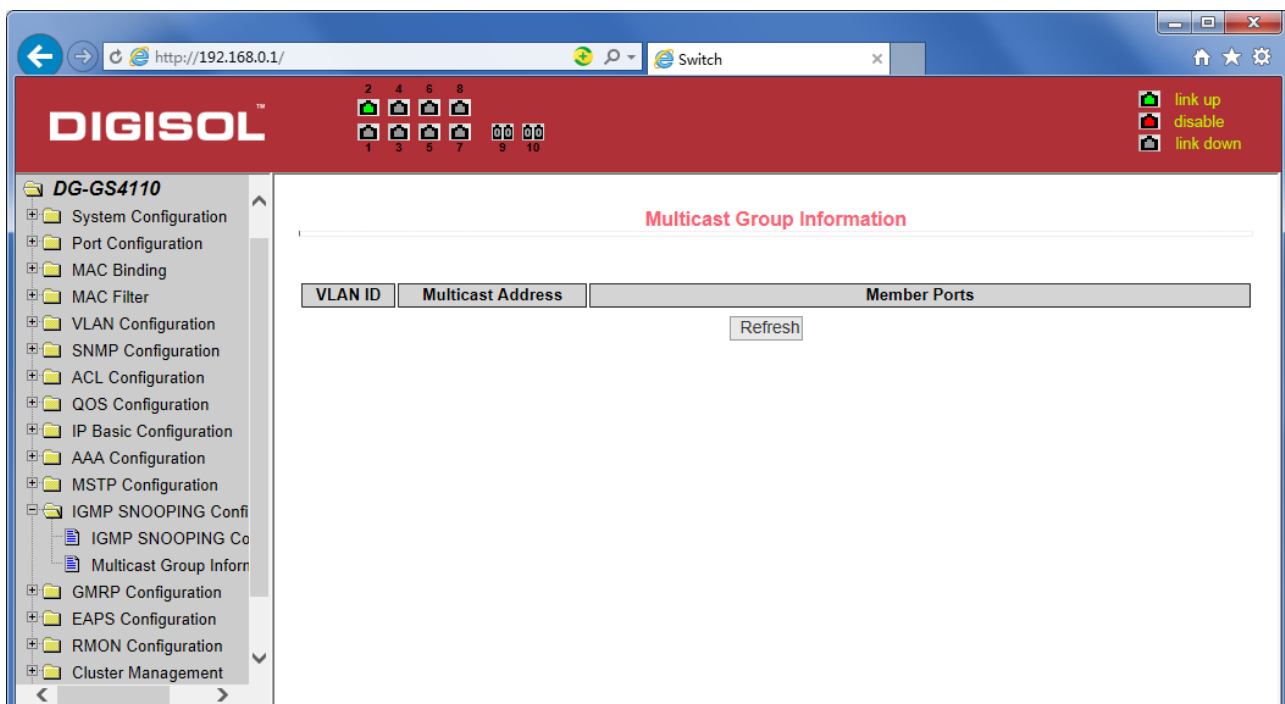 http://192.168.0.1/
Switch
DIGISOL™
2 4 6 8
1 3 5 7 9 10
link up
disable
link down
DG-GS4110
System Configuration
Port Configuration
MAC Binding
MAC Filter
VLAN Configuration
SNMP Configuration
ACL Configuration
QOS Configuration
IP Basic Configuration
AAA Configuration
MSTP Configuration
IGMP SNOOPING Confi
IGMP SNOOPING Co
Multicast Group Inforn
GMRP Configuration
EAPS Configuration
RMON Configuration
Cluster Management
Multicast Group Information
VLAN ID Multicast Address Member Ports
Refresh